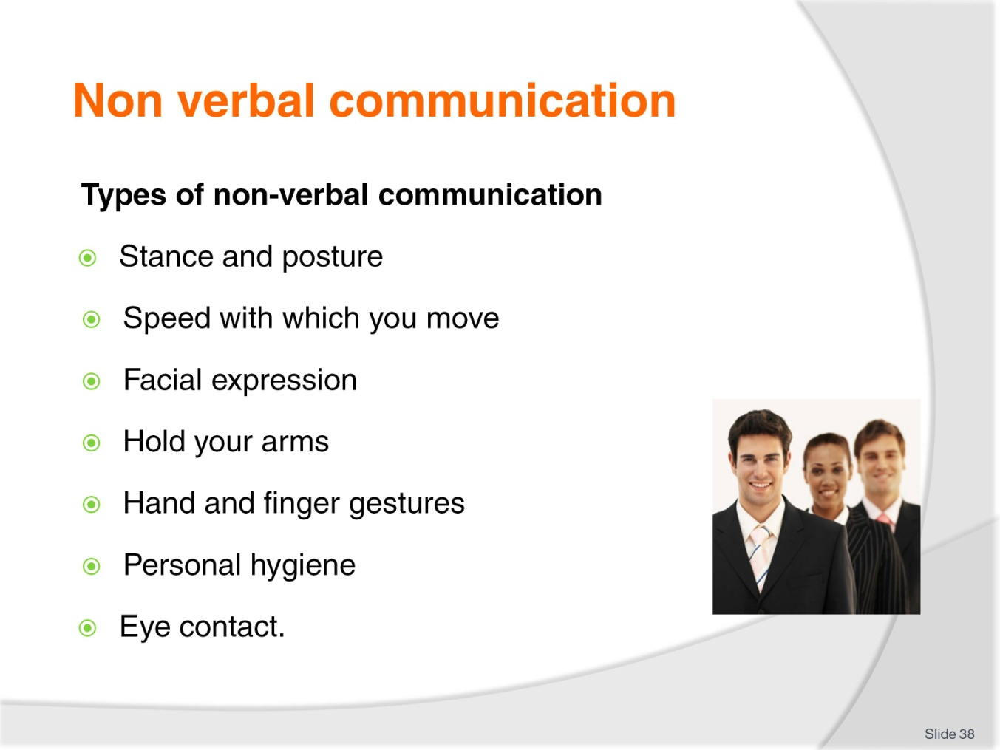 Non verbal communication
Types of non-verbal communication
Stance and posture
Speed with which you move
Facial expression
Hold your arms
Hand and finger gestures
Personal hygiene
Eye contact.
Slide 38